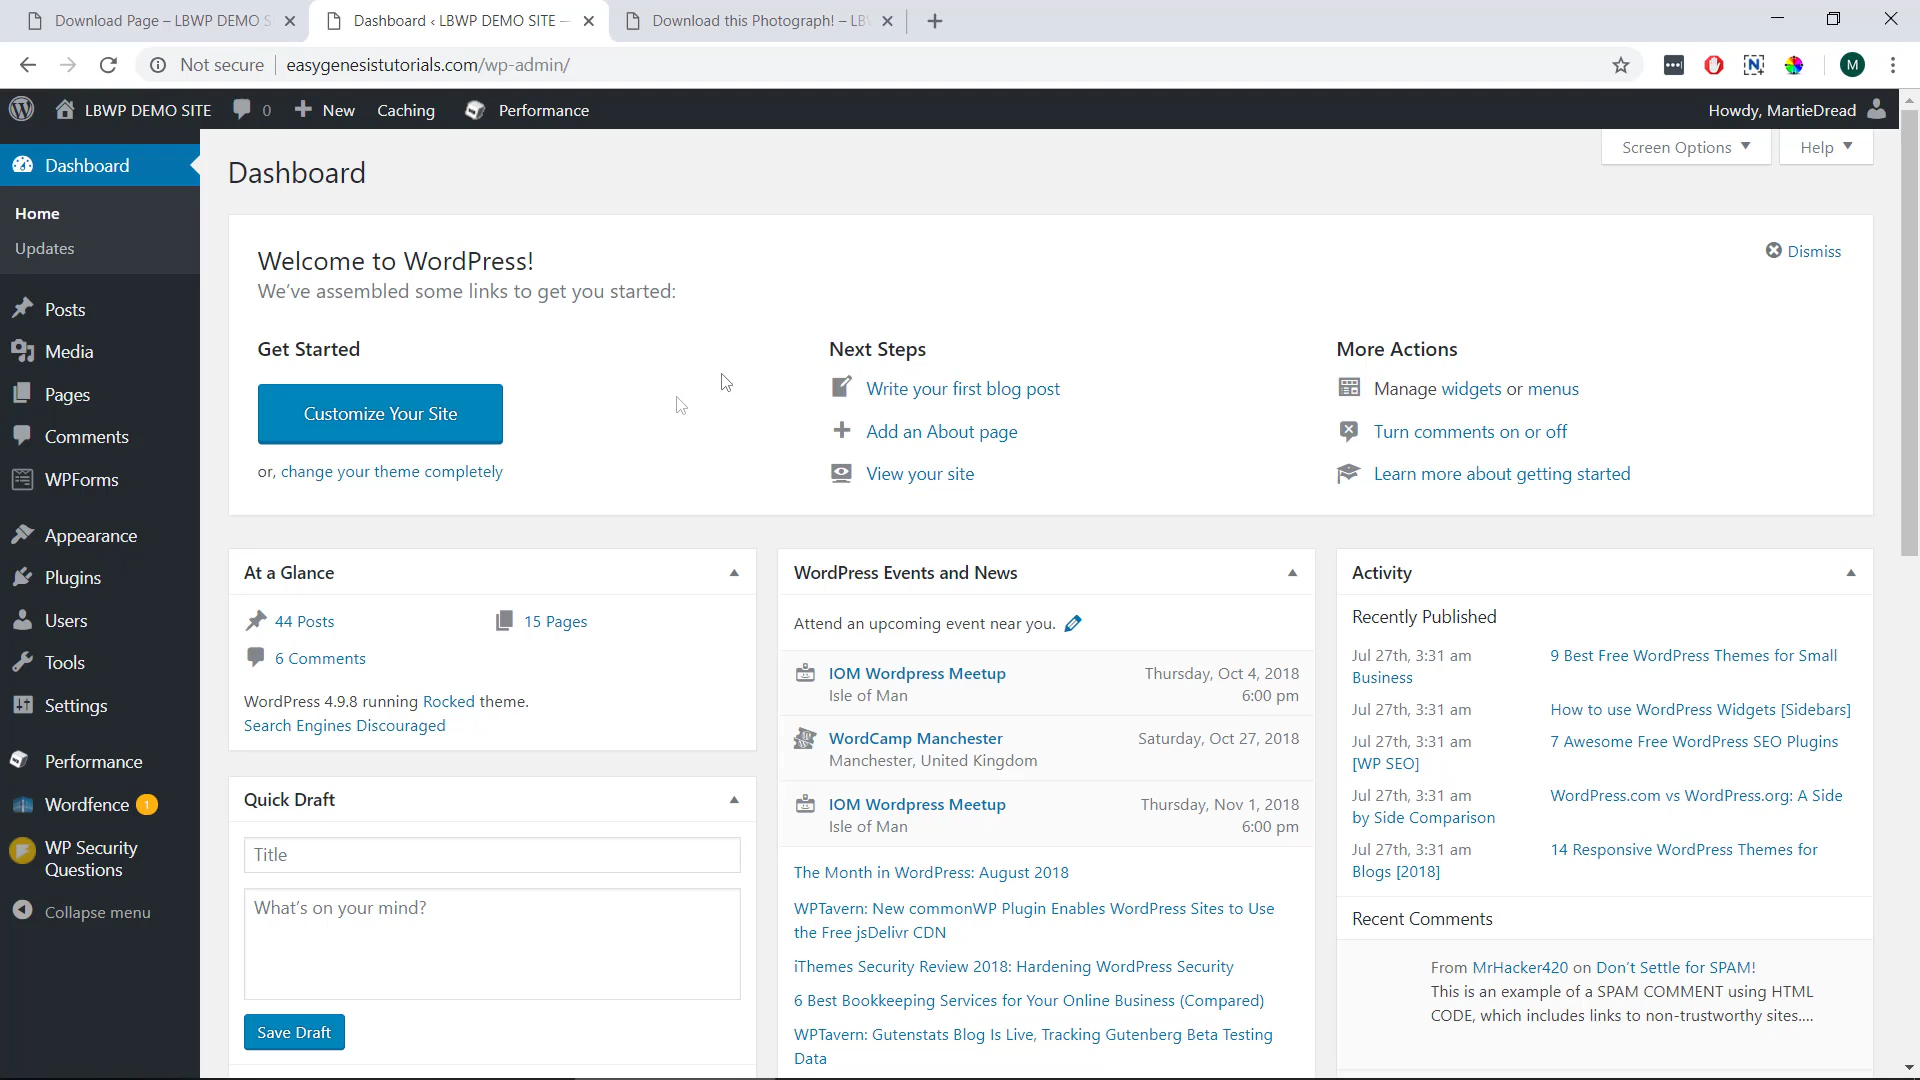 Download Page – LBWP DEMO S
Dashboard ‹ LBWP DEMO SITE —
Download this Photograph! – LBW
Not secure
easygenesistutorials.com/wp-admin/
M
LBWP DEMO SITE
0
New
Caching
Performance
Howdy, MartieDread
Dashboard
Home
Updates
Posts
Media
Pages
Comments
WPForms
Appearance
Plugins
Users
Tools
Settings
Performance
Wordfence 1
WP Security
Questions
Collapse menu
Screen Options
Help
Dashboard
Welcome to WordPress!
We've assembled some links to get you started:
Dismiss
Get Started
Customize Your Site
or, change your theme completely
Next Steps
Write your first blog post
Add an About page
View your site
More Actions
Manage widgets or menus
Turn comments on or off
Learn more about getting started
At a Glance
44 Posts
15 Pages
6 Comments
WordPress 4.9.8 running Rocked theme.
Search Engines Discouraged
Quick Draft
Title
What's on your mind?
Save Draft
WordPress Events and News
Attend an upcoming event near you.
IOM Wordpress Meetup
Isle of Man
Thursday, Oct 4, 2018
6:00 pm
WordCamp Manchester
Manchester, United Kingdom
Saturday, Oct 27, 2018
IOM Wordpress Meetup
Isle of Man
Thursday, Nov 1, 2018
6:00 pm
The Month in WordPress: August 2018
WPTavern: New commonWP Plugin Enables WordPress Sites to Use
the Free jsDelivr CDN
iThemes Security Review 2018: Hardening WordPress Security
6 Best Bookkeeping Services for Your Online Business (Compared)
WPTavern: Gutenstats Blog Is Live, Tracking Gutenberg Beta Testing
Data
Activity
Recently Published
Jul 27th, 3:31 am 9 Best Free WordPress Themes for Small
Business
Jul 27th, 3:31 am How to use WordPress Widgets [Sidebars]
Jul 27th, 3:31 am 7 Awesome Free WordPress SEO Plugins
[WP SEO]
Jul 27th, 3:31 am WordPress.com vs WordPress.org: A Side
by Side Comparison
Jul 27th, 3:31 am 14 Responsive WordPress Themes for
Blogs [2018]
Recent Comments
From MrHacker420 on Don't Settle for SPAM!
This is an example of a SPAM COMMENT using HTML
CODE, which includes links to non-trustworthy sites....